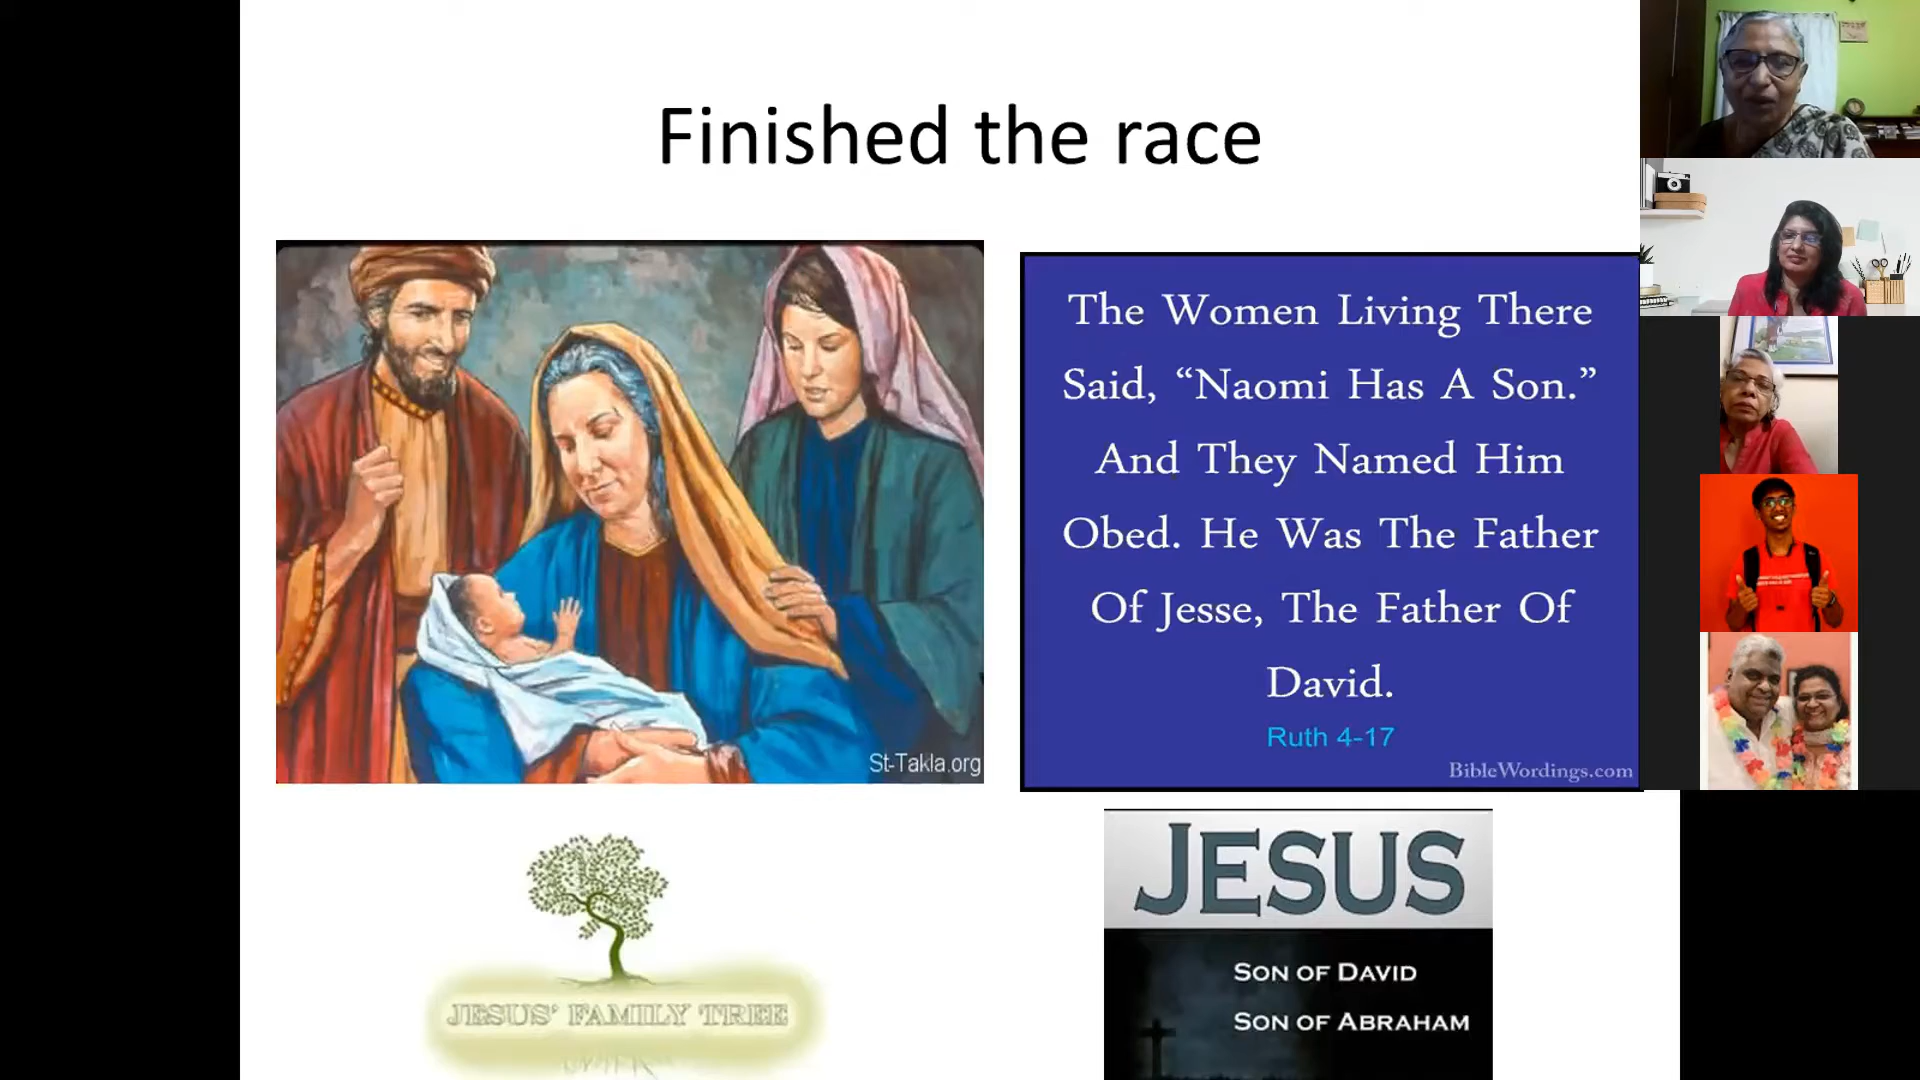 Finished the race
St-Takla.org
The Women Living There
Said, “Naomi Has A Son.”
And They Named Him
Obed. He Was The Father
Of Jesse, The Father Of
David.
Ruth 4-17
BibleWordings.com
JESUS’ FAMILY TREE
JESUS
SON OF DAVID
SON OF ABRAHAM